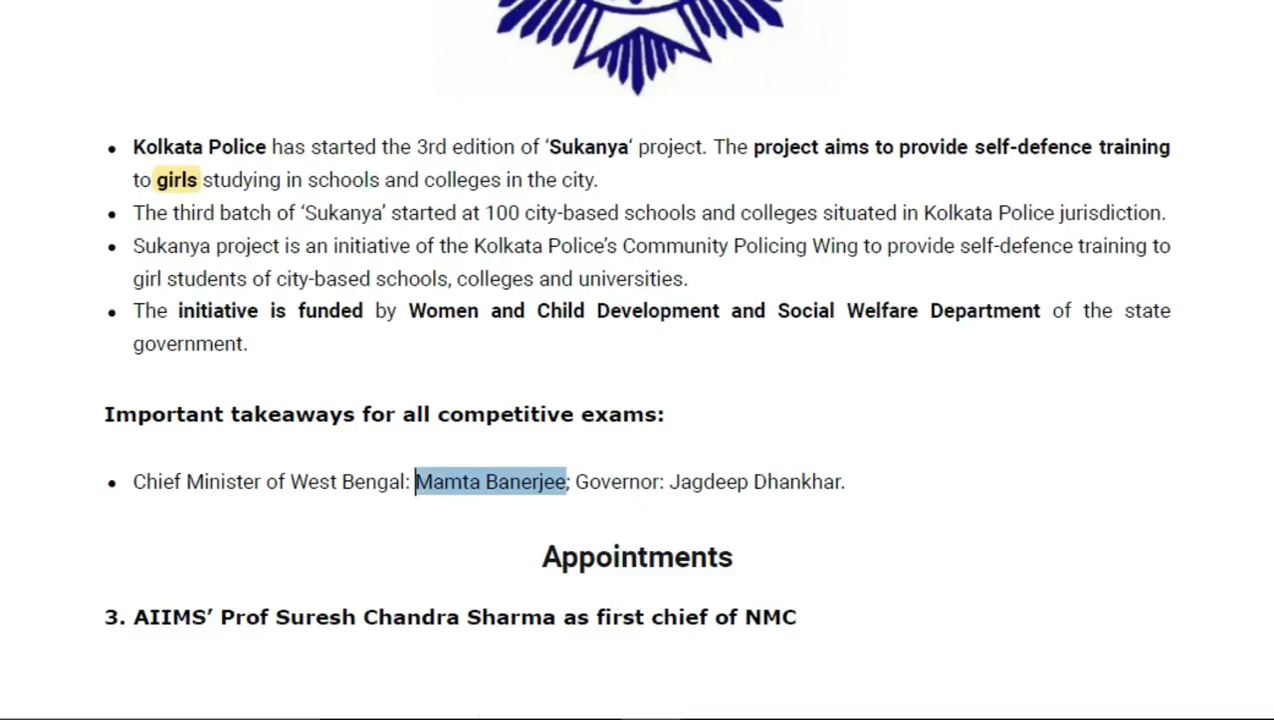 • Kolkata Police has started the 3rd edition of ‘Sukanya‘ project. The project aims to provide self-defence training
to girls studying in schools and colleges in the city.
• The third batch of ‘Sukanya’ started at 100 city-based schools and colleges situated in Kolkata Police jurisdiction.
• Sukanya project is an initiative of the Kolkata Police’s Community Policing Wing to provide self-defence training to
girl students of city-based schools, colleges and universities.
• The initiative is funded by Women and Child Development and Social Welfare Department of the state
government.
Important takeaways for all competitive exams:
• Chief Minister of West Bengal: Mamta Banerjee; Governor: Jagdeep Dhankhar.
Appointments
3. AIIMS’ Prof Suresh Chandra Sharma as first chief of NMC